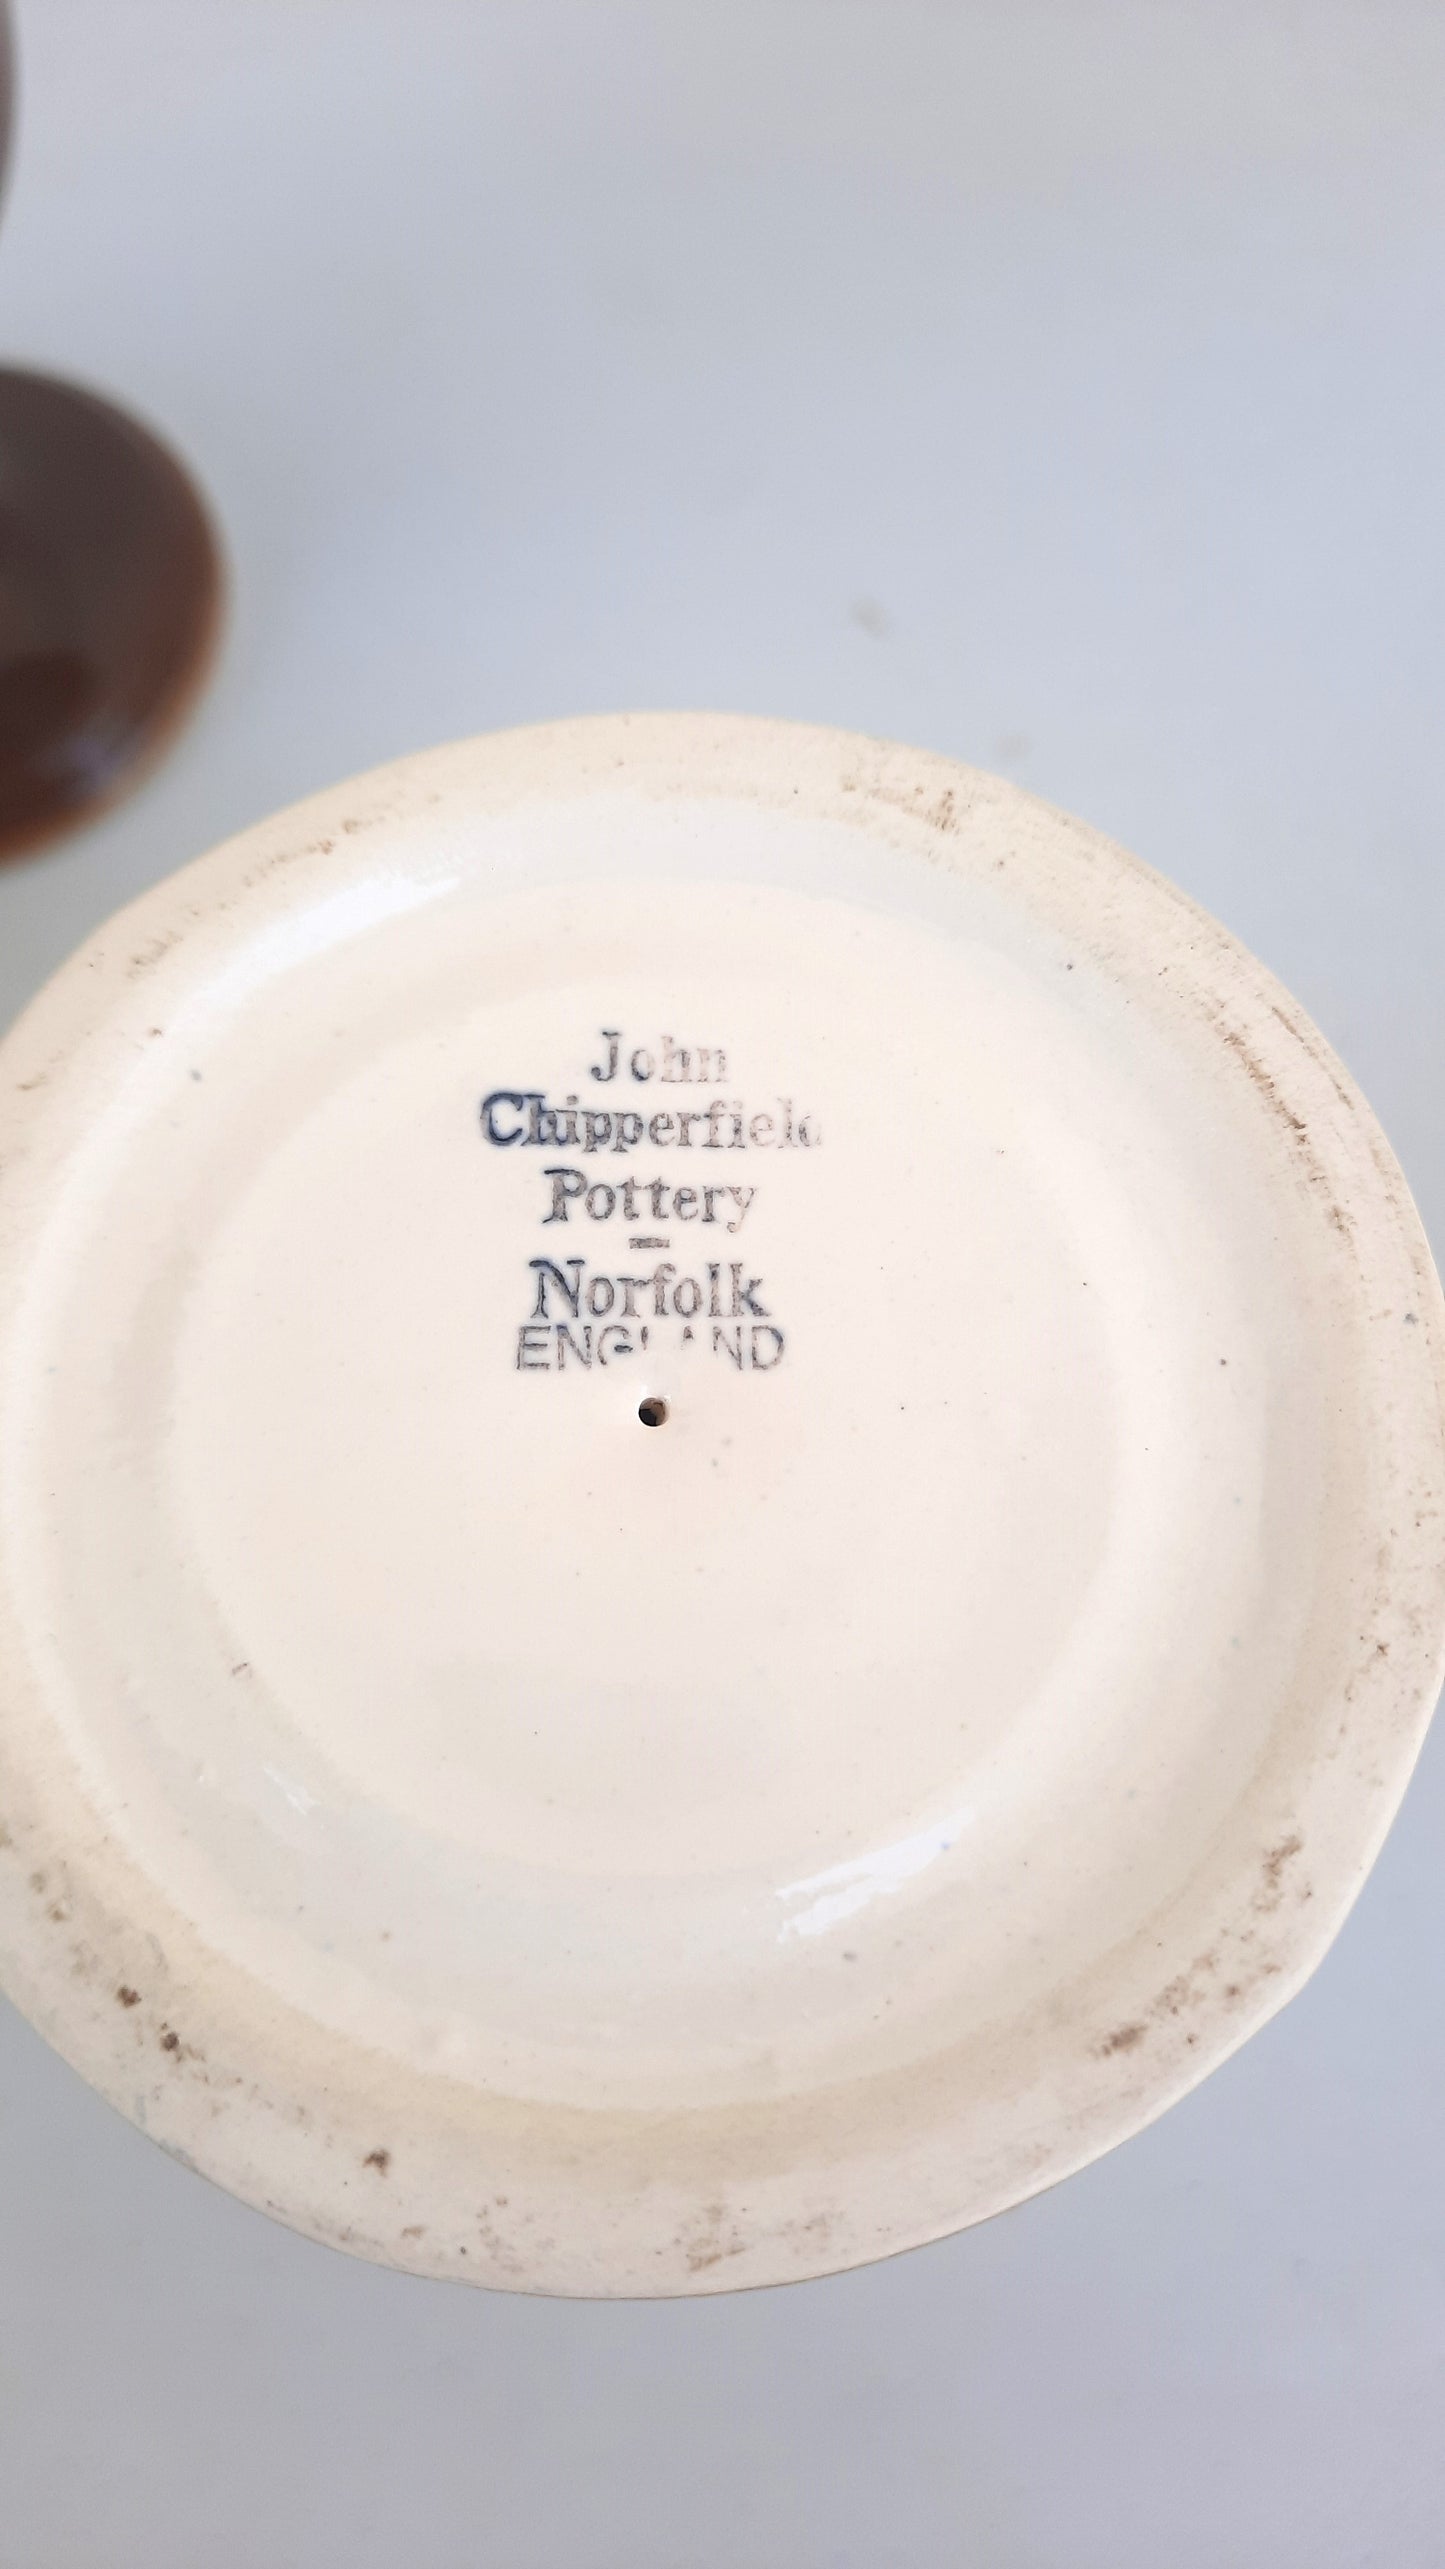 John
Chipperfield
Pottery
-
Norfolk
ENGLAND